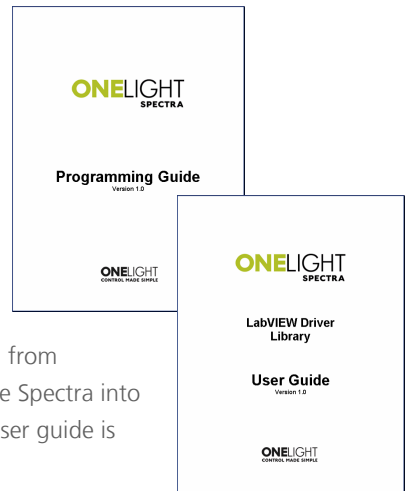 ONELIGHT
SPECTRA
Programming Guide
Version 1.0
ONELIGHT
CONTROL MADE SIMPLE
ONELIGHT
SPECTRA
LabVIEW Driver
Library
User Guide
Version 1.0
ONELIGHT
CONTROL MADE SIMPLE
from
Spectra into
ser guide is